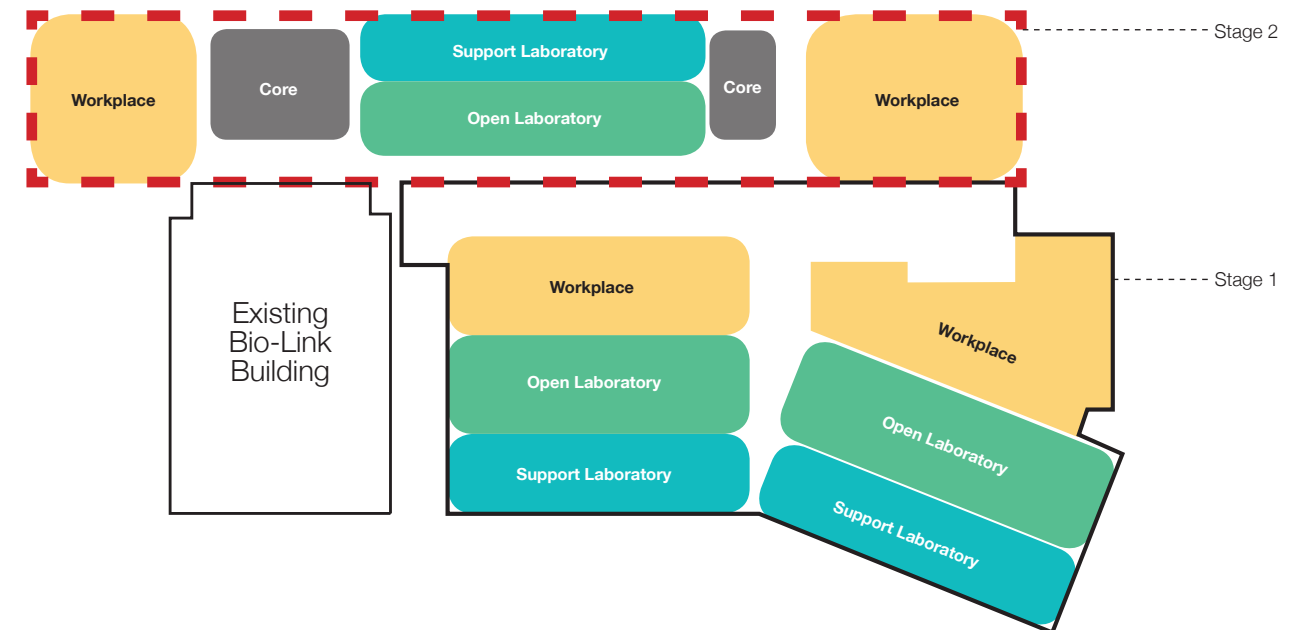 Stage 2
Support Laboratory
Workplace
Core
Core
Workplace
Open Laboratory
Stage 1
Workplace
Existing
Bio-Link
Building
Workplace
Open Laboratory
Open Laboratory
Support Laboratory
Support Laboratory